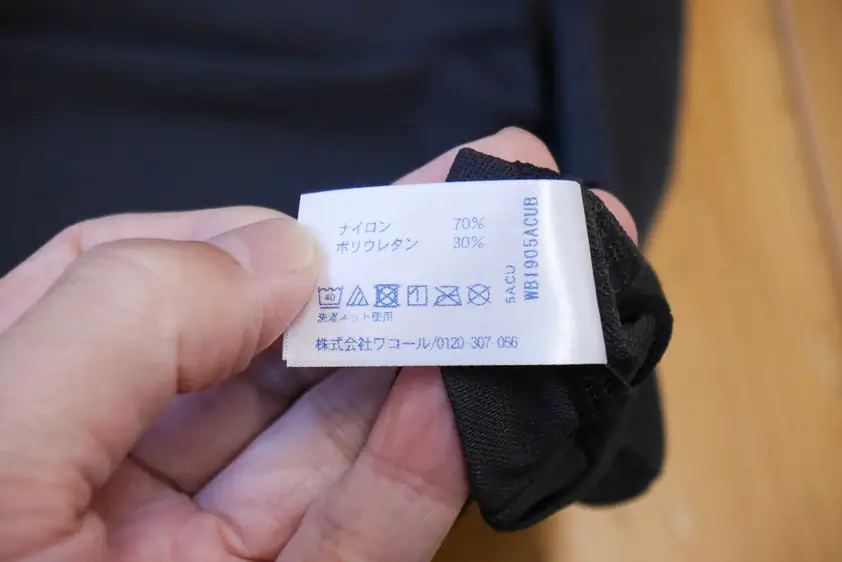 ナイロン 70%
ポリウレタン 30%
40
洗濯ネット使用
株式会社ワコール/0120-307-056
5ACU
WB1905ACUB